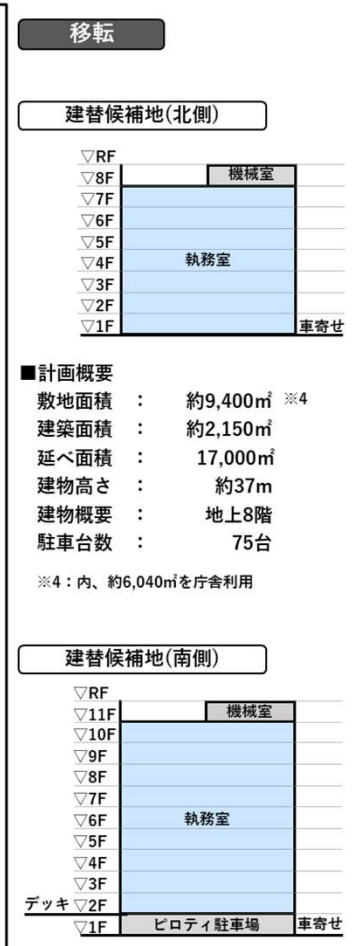 移転
建替候補地(北側)
▽RF
▽8F 機械室
▽7F
▽6F
▽5F
▽4F 執務室
▽3F
▽2F
▽1F 車寄せ
■計画概要
敷地面積 : 約9,400㎡ ※4
建築面積 : 約2,150㎡
延べ面積 : 17,000㎡
建物高さ : 約37m
建物概要 : 地上8階
駐車台数 : 75台
※4：内、約6,040㎡を庁舎利用
建替候補地(南側)
▽RF
▽11F 機械室
▽10F
▽9F
▽8F
▽7F
▽6F 執務室
▽5F
▽4F
▽3F
デッキ ▽2F
▽1F ピロティ駐車場 車寄せ